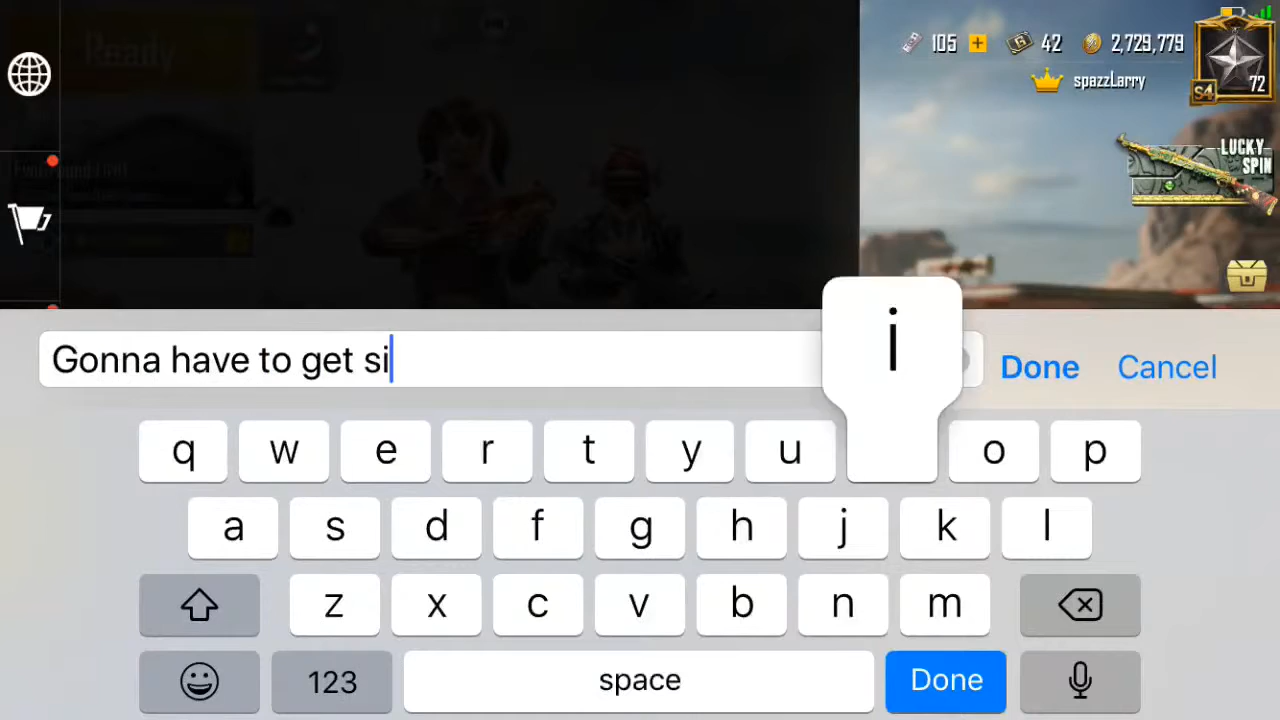 Ready
105
42
2,729,779
spazzLarry
S4
72
LUCKY
SPIN
Gonna have to get si
Done
Cancel
i
q w e r t y u o p
a s d f g h j k l
z x c v b n m
123
space
Done